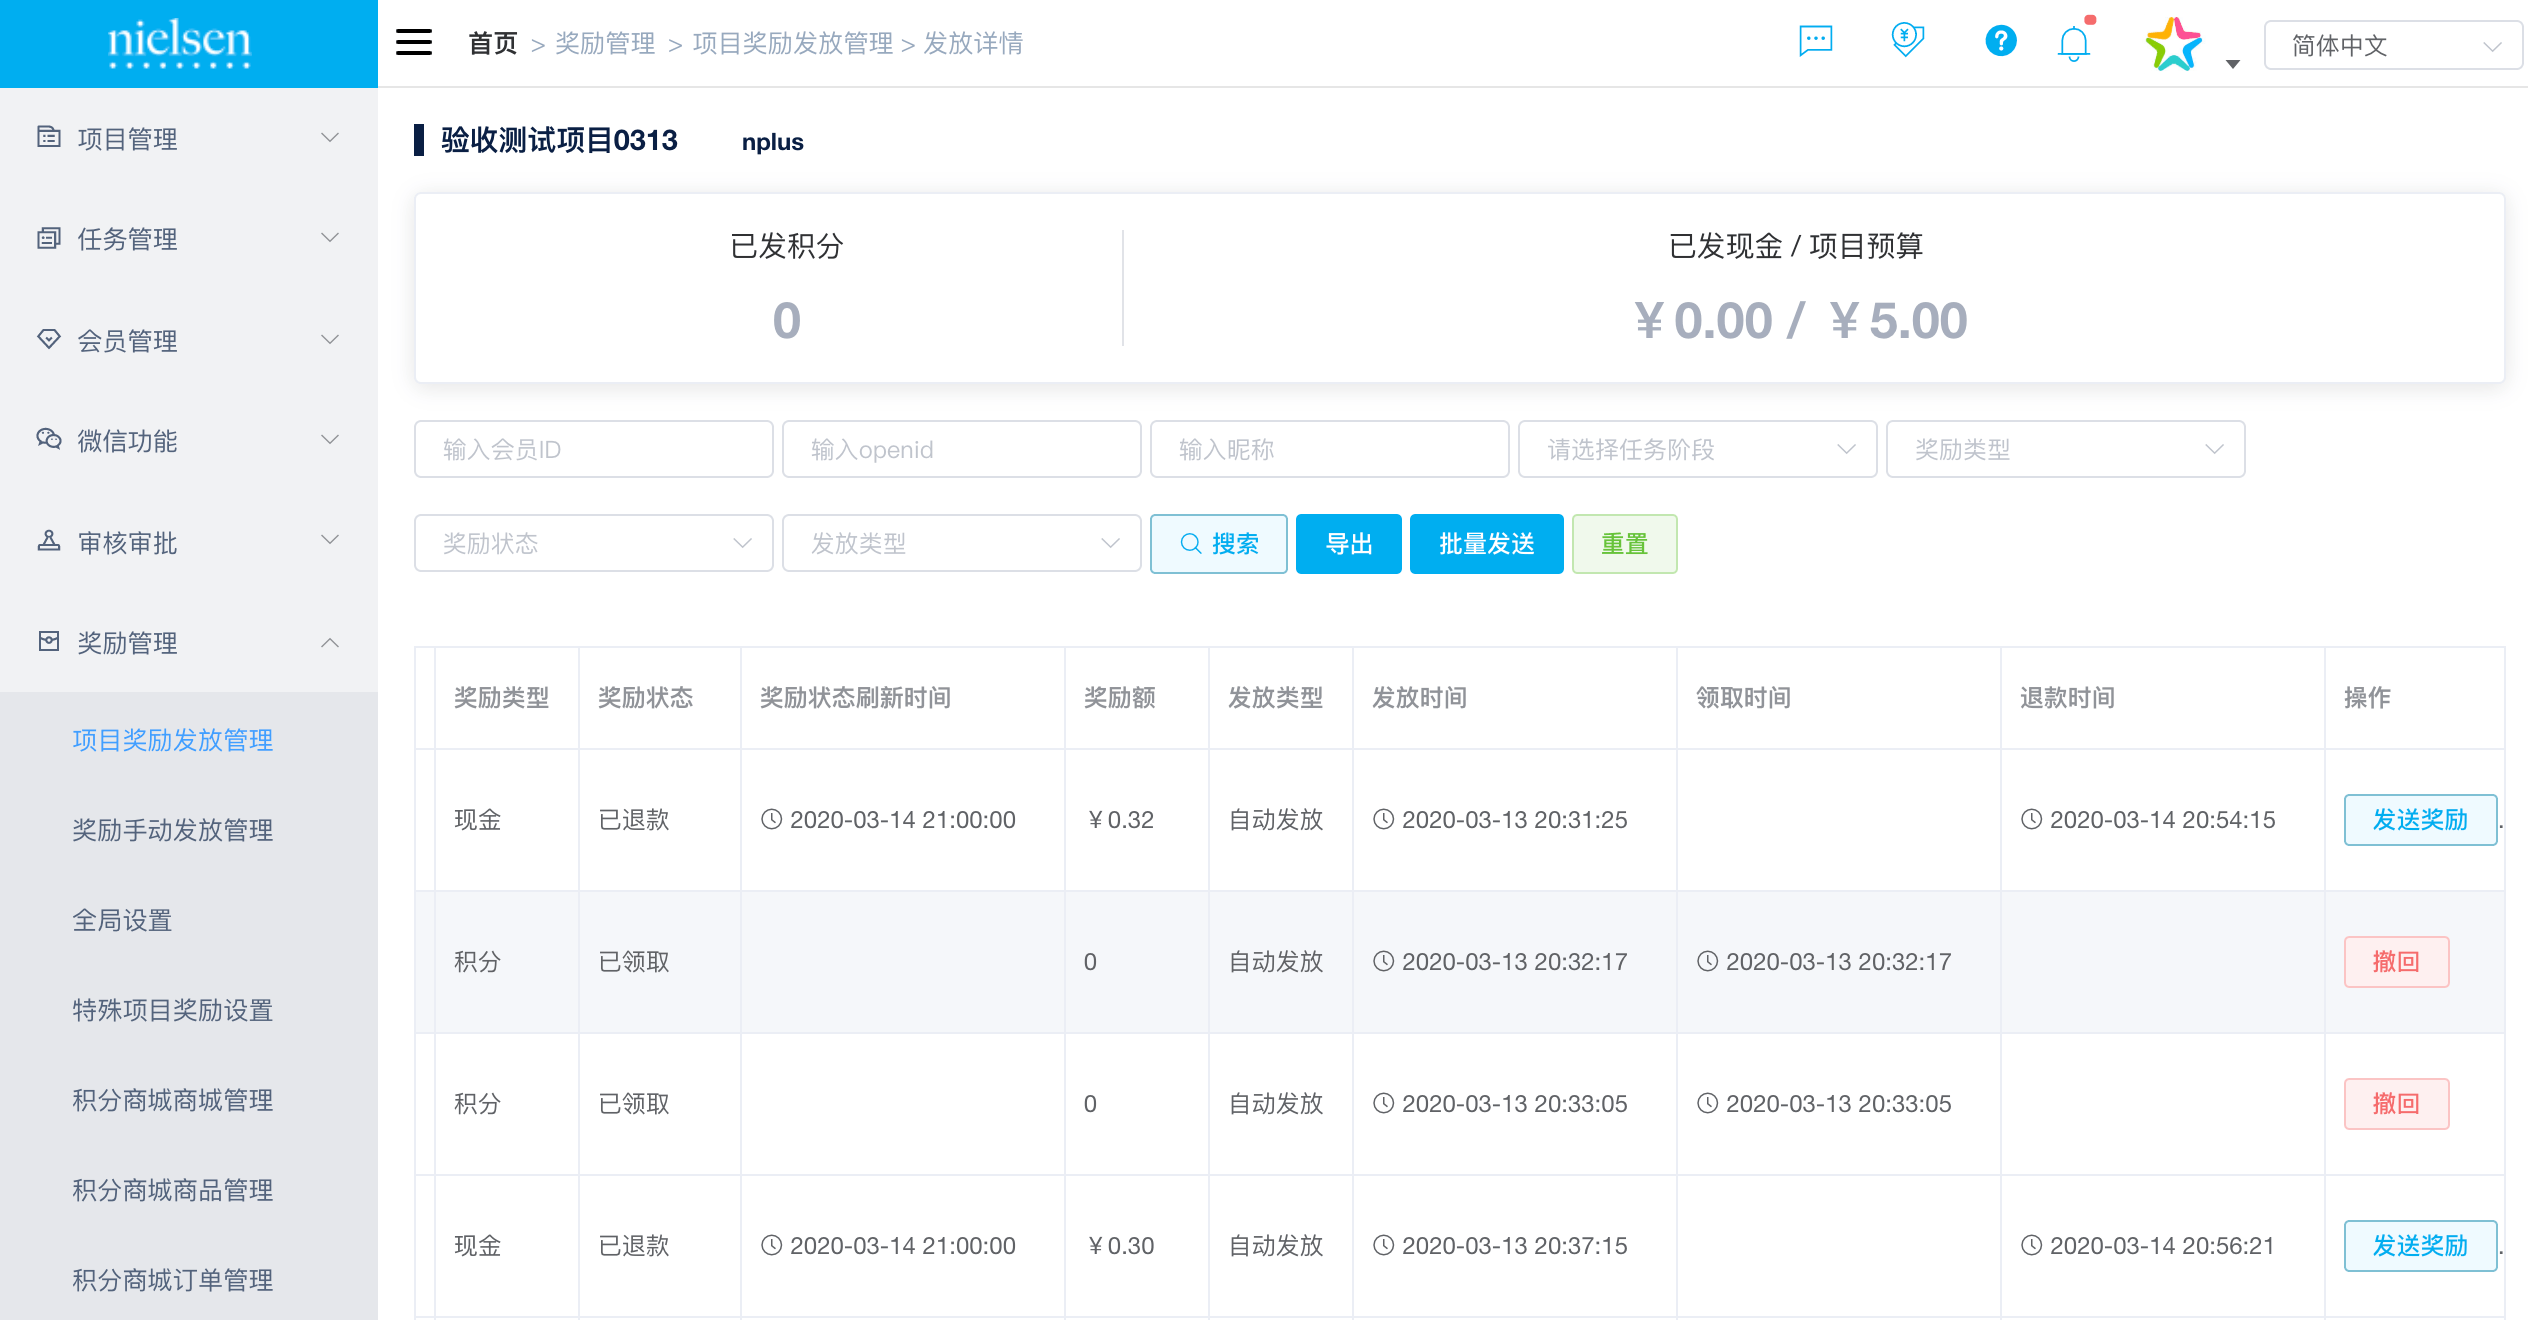 nielsen
首页 > 奖励管理 > 项目奖励发放管理 > 发放详情
简体中文
项目管理
任务管理
会员管理
微信功能
审核审批
奖励管理
项目奖励发放管理
奖励手动发放管理
全局设置
特殊项目奖励设置
积分商城商城管理
积分商城商品管理
积分商城订单管理
验收测试项目0313 nplus
已发积分
0
已发现金 / 项目预算
¥0.00 / ¥5.00
输入会员ID 输入openid 输入昵称 请选择任务阶段 奖励类型
奖励状态 发放类型 搜索 导出 批量发送 重置
奖励类型 奖励状态 奖励状态刷新时间 奖励额 发放类型 发放时间 领取时间 退款时间 操作
现金 已退款 2020-03-14 21:00:00 ¥0.32 自动发放 2020-03-13 20:31:25 2020-03-14 20:54:15 发送奖励
积分 已领取 0 自动发放 2020-03-13 20:32:17 2020-03-13 20:32:17 撤回
积分 已领取 0 自动发放 2020-03-13 20:33:05 2020-03-13 20:33:05 撤回
现金 已退款 2020-03-14 21:00:00 ¥0.30 自动发放 2020-03-13 20:37:15 2020-03-14 20:56:21 发送奖励